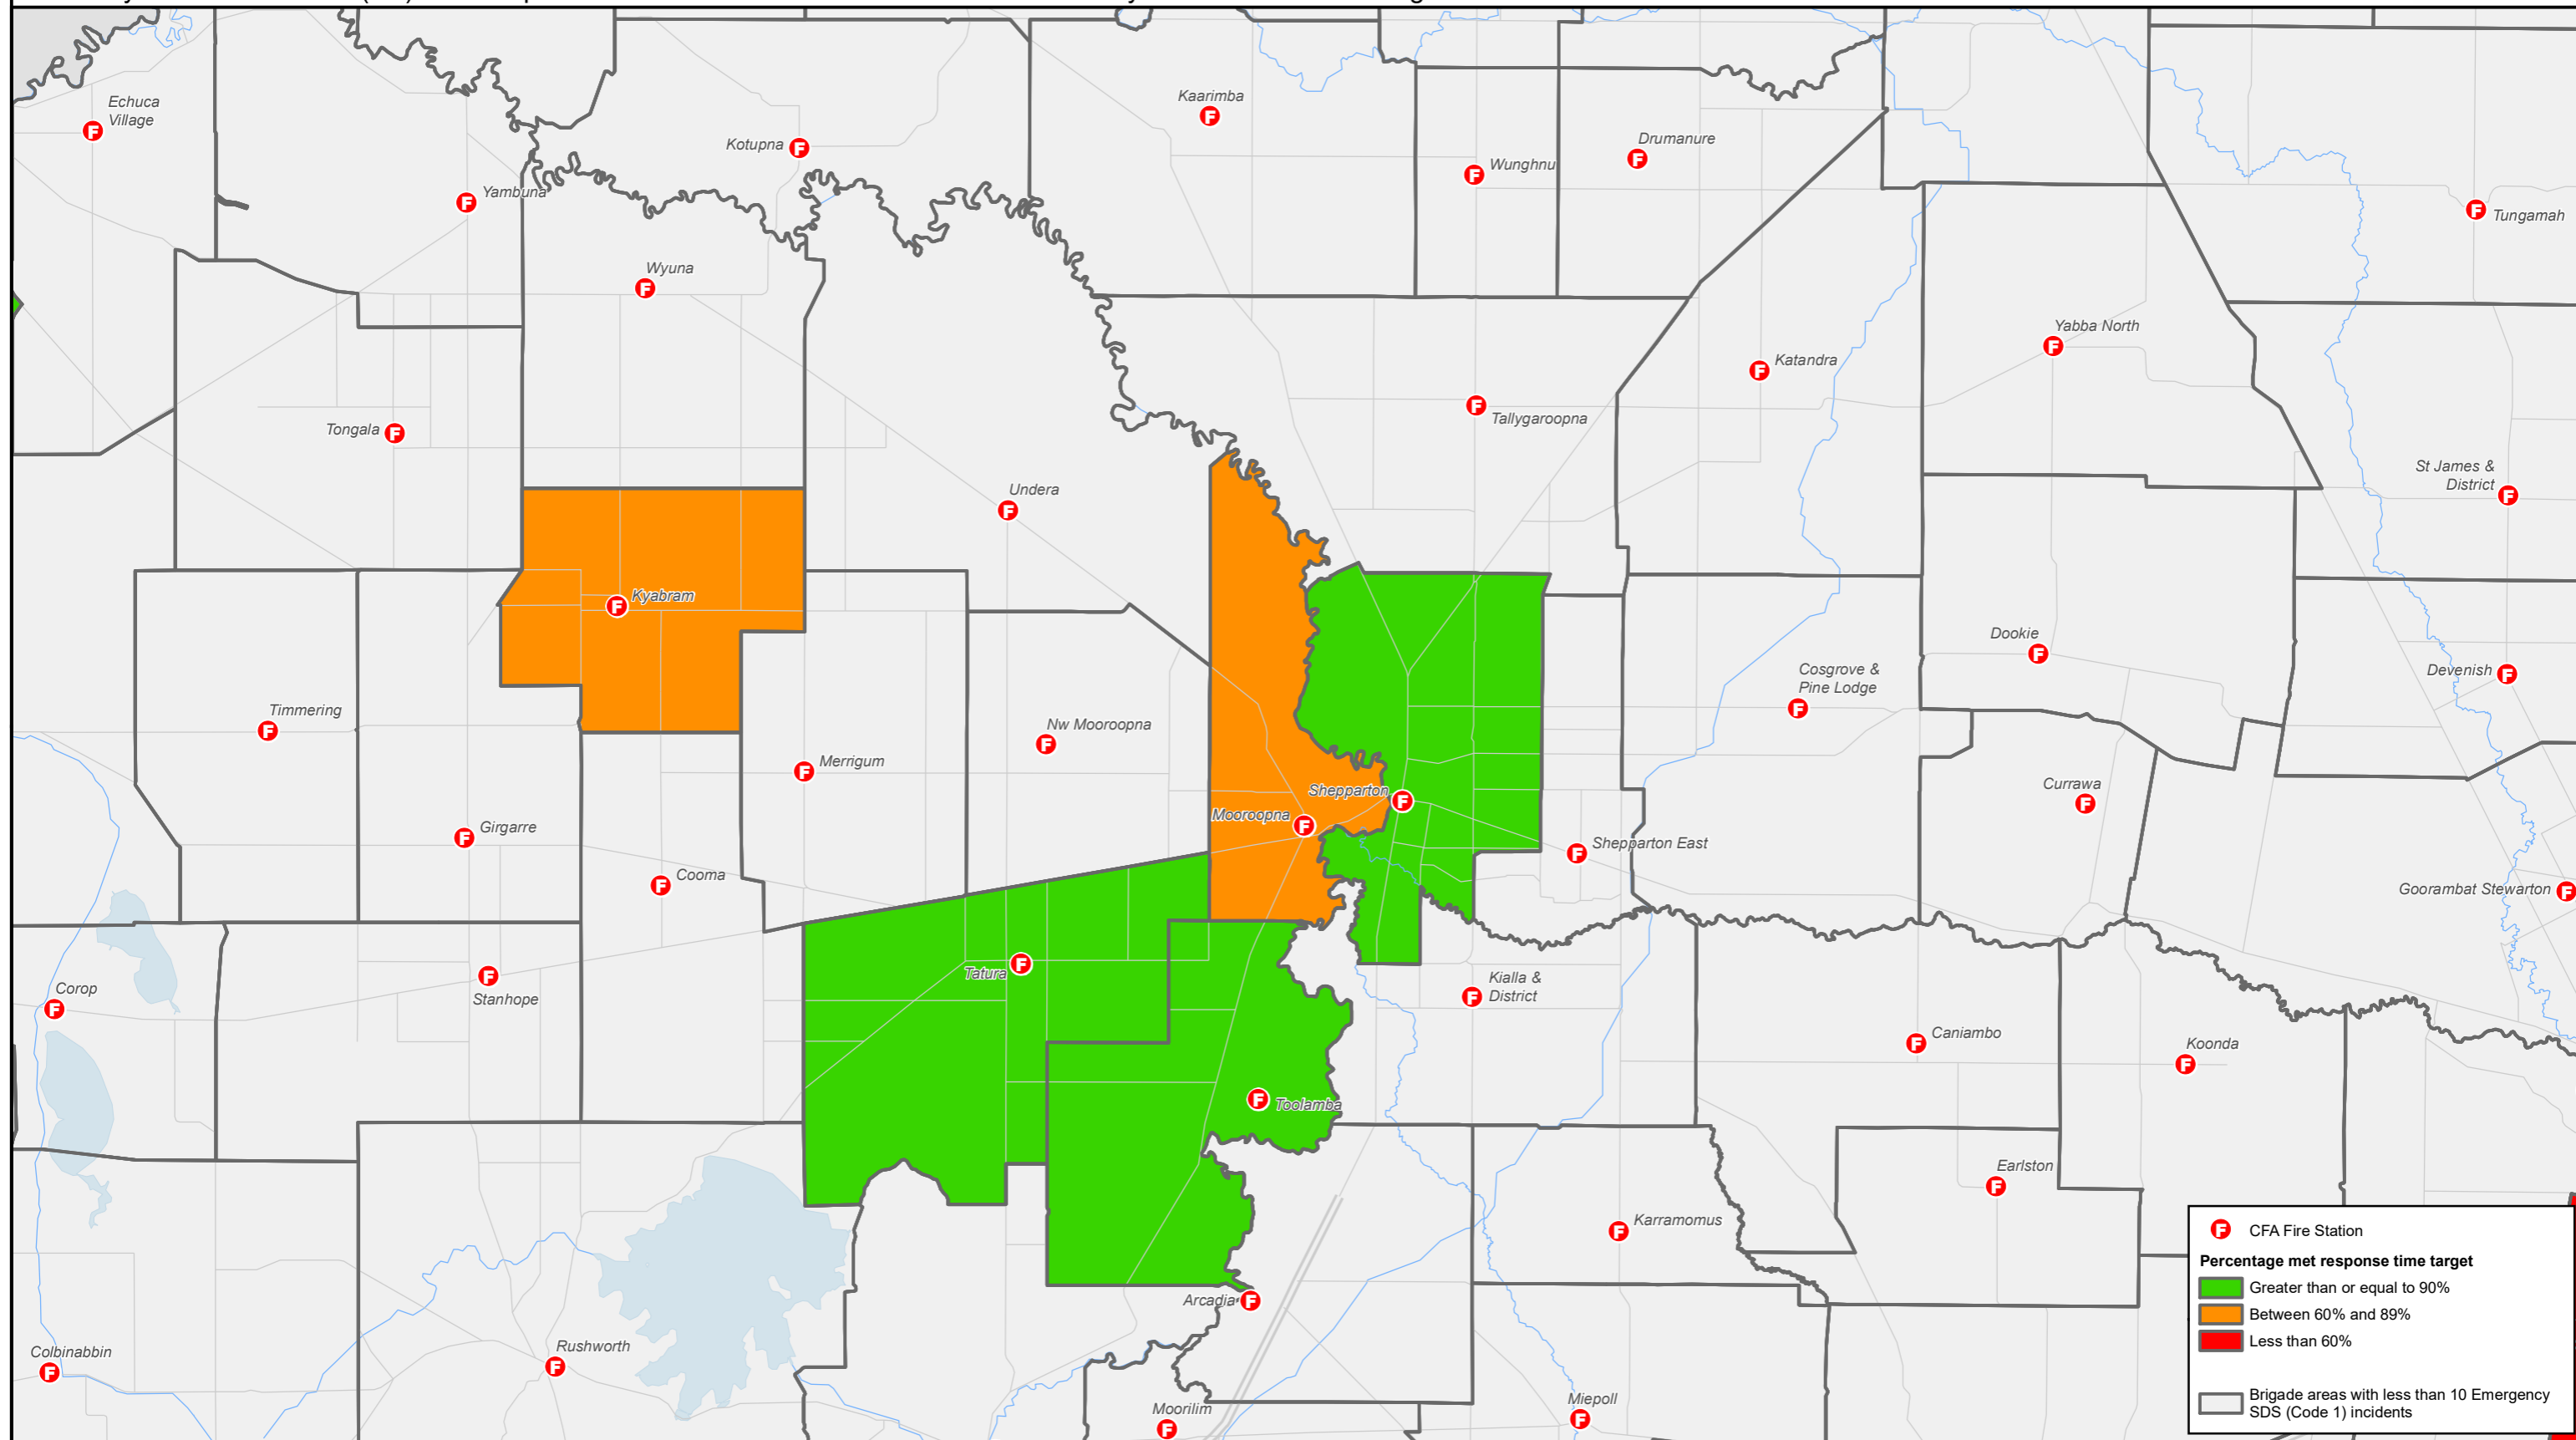 Echuca
Village
Kaarimba
Kotupna
Drumanure
Wunghnu
Yambuna
Tungamah
Wyuna
Yabba North
Katandra
Tallygaroopna
Tongala
St James &
District
Undera
Kyabram
Dookie
Cosgrove &
Pine Lodge
Devenish
Timmering
Nw Mooroopna
Merrigum
Currawa
Shepparton
Mooroopna
Girgarre
Shepparton East
Cooma
Goorambat Stewarton
Tatura
Kialla &
District
Corop
Stanhope
Caniambo
Koonda
Toolamba
Earlston
Karramomus
Arcadia
Rushworth
Colbinabbin
Miepoll
Moorilim
CFA Fire Station
Percentage met response time target
Greater than or equal to 90%
Between 60% and 89%
Less than 60%
Brigade areas with less than 10 Emergency
SDS (Code 1) incidents